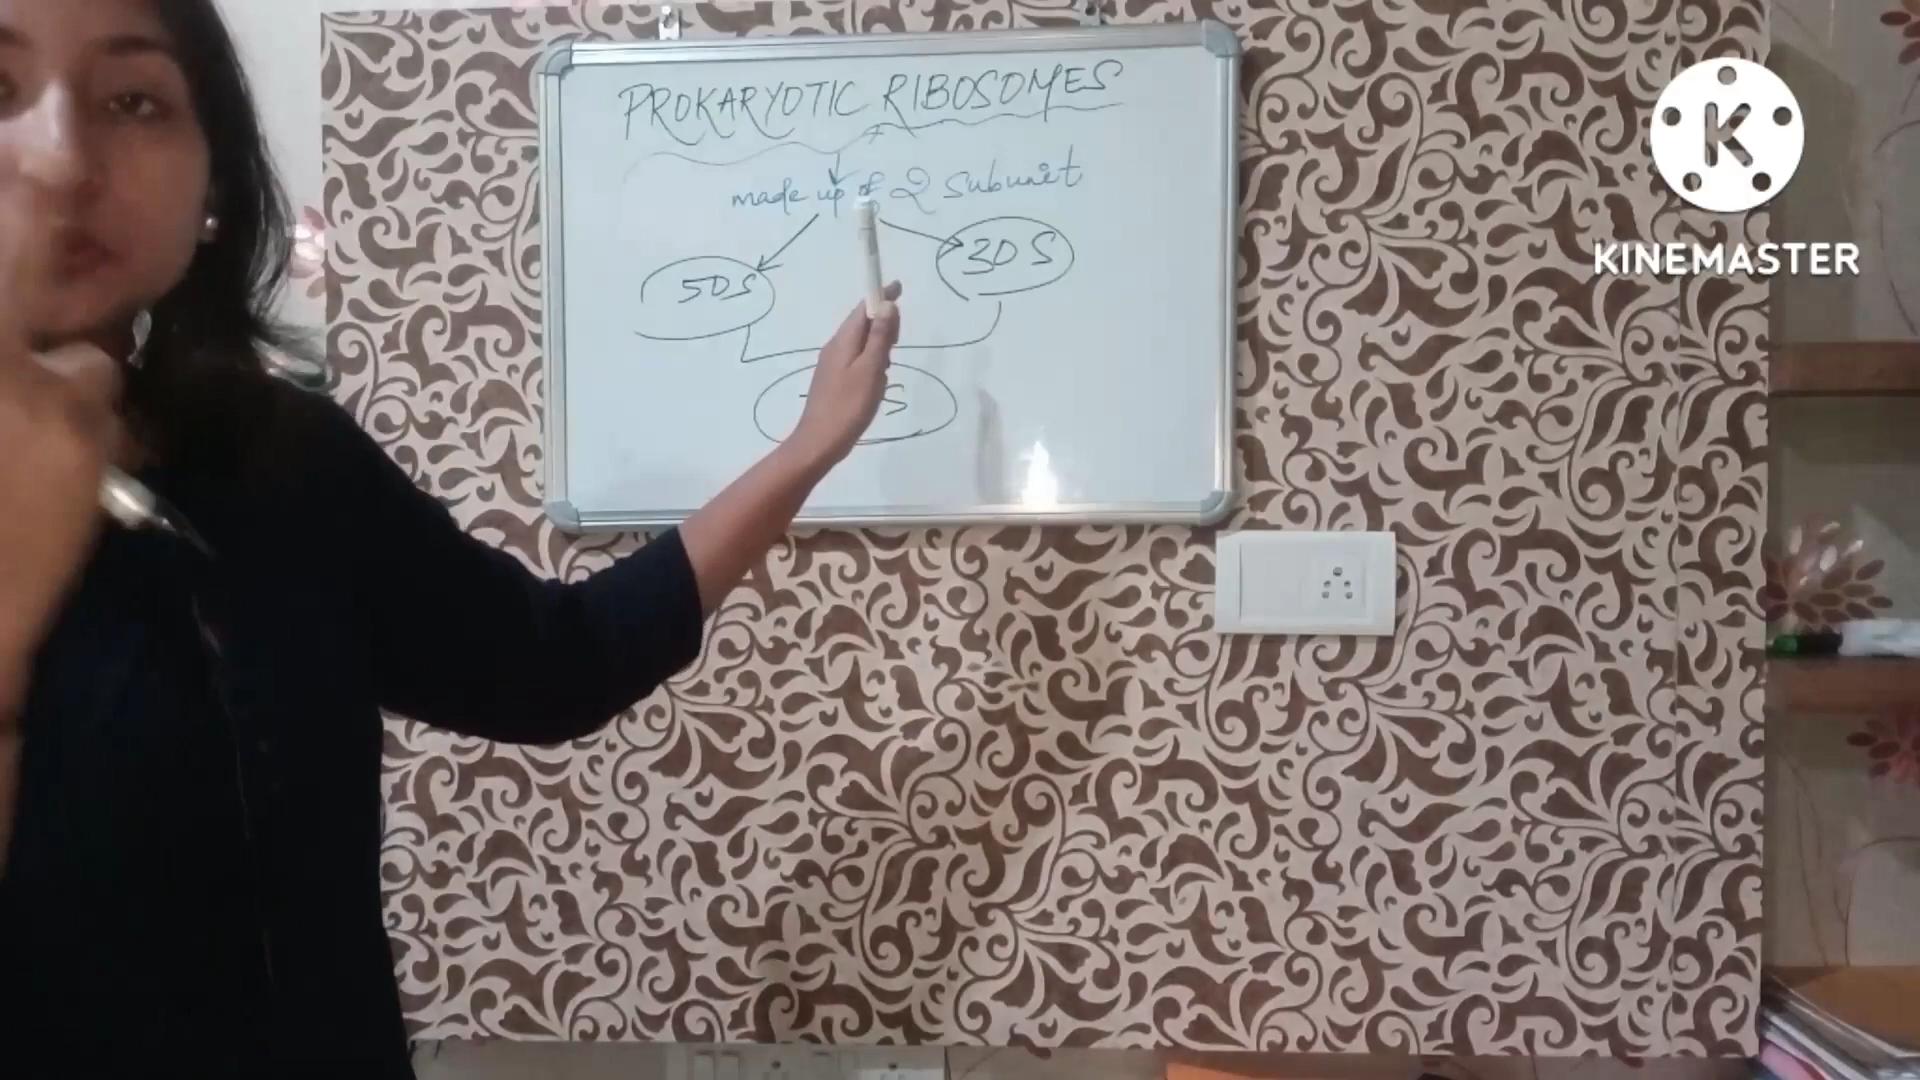 PROKARYOTIC RIBOSOMES
made up of 2 Subunit
50S
30S
S
K
KINEMASTER